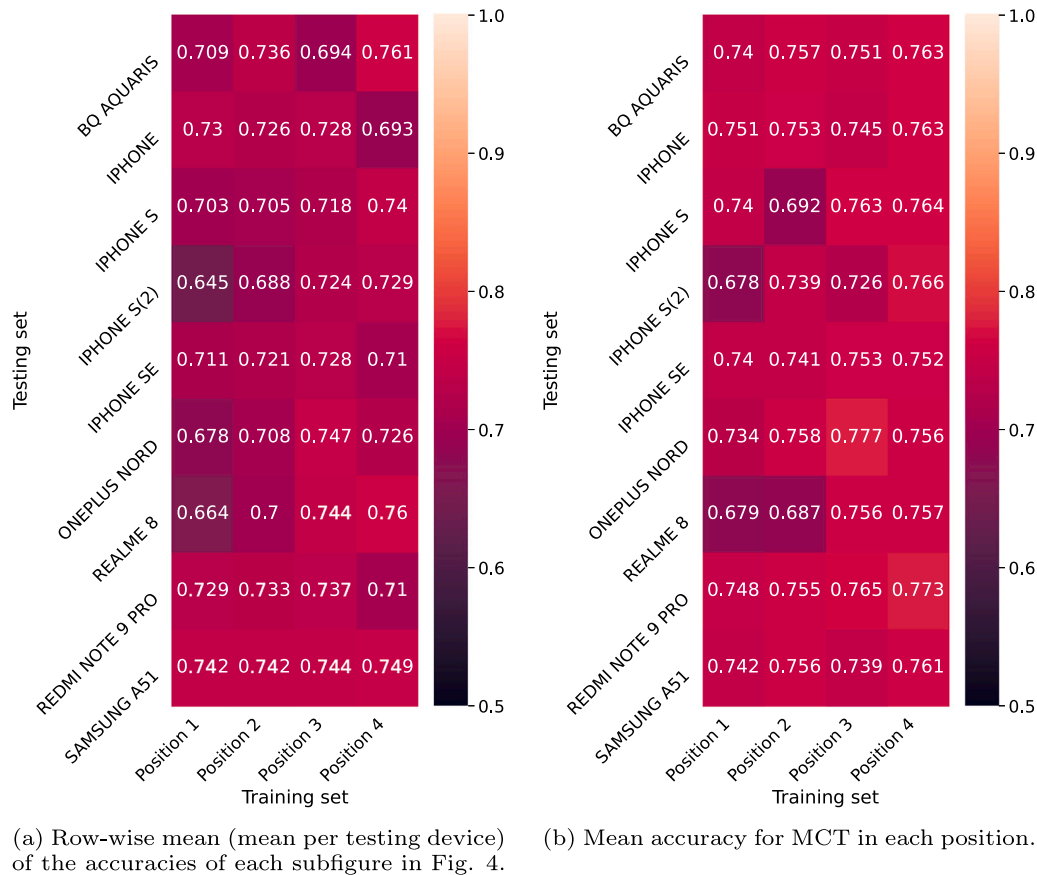 Testing set
BQ AQUARIS
IPHONE
IPHONE S
IPHONE S(2)
IPHONE SE
ONEPLUS NORD
REALME 8
REDMI NOTE 9 PRO
SAMSUNG A51
0.709 0.736 0.694 0.761
0.73 0.726 0.728 0.693
0.703 0.705 0.718 0.74
0.645 0.688 0.724 0.729
0.711 0.721 0.728 0.71
0.678 0.708 0.747 0.726
0.664 0.7 0.744 0.76
0.729 0.733 0.737 0.71
0.742 0.742 0.744 0.749
Position 1 Position 2 Position 3 Position 4
Training set
1.0
0.9
0.8
0.7
0.6
0.5
(a) Row-wise mean (mean per testing device)
of the accuracies of each subfigure in Fig. 4.
Testing set
BQ AQUARIS
IPHONE
IPHONE S
IPHONE S(2)
IPHONE SE
ONEPLUS NORD
REALME 8
REDMI NOTE 9 PRO
SAMSUNG A51
0.74 0.757 0.751 0.763
0.751 0.753 0.745 0.763
0.74 0.692 0.763 0.764
0.678 0.739 0.726 0.766
0.74 0.741 0.753 0.752
0.734 0.758 0.777 0.756
0.679 0.687 0.756 0.757
0.748 0.755 0.765 0.773
0.742 0.756 0.739 0.761
Position 1 Position 2 Position 3 Position 4
Training set
1.0
0.9
0.8
0.7
0.6
0.5
(b) Mean accuracy for MCT in each position.